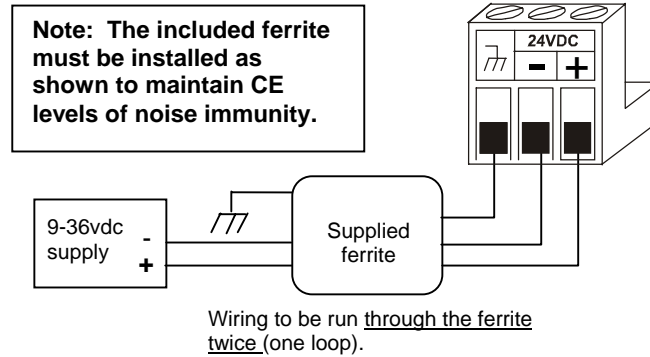 Note: The included ferrite
must be installed as
shown to maintain CE
levels of noise immunity.
24VDC
- +
9-36vdc
supply
-
+
Supplied
ferrite
Wiring to be run through the ferrite
twice (one loop).